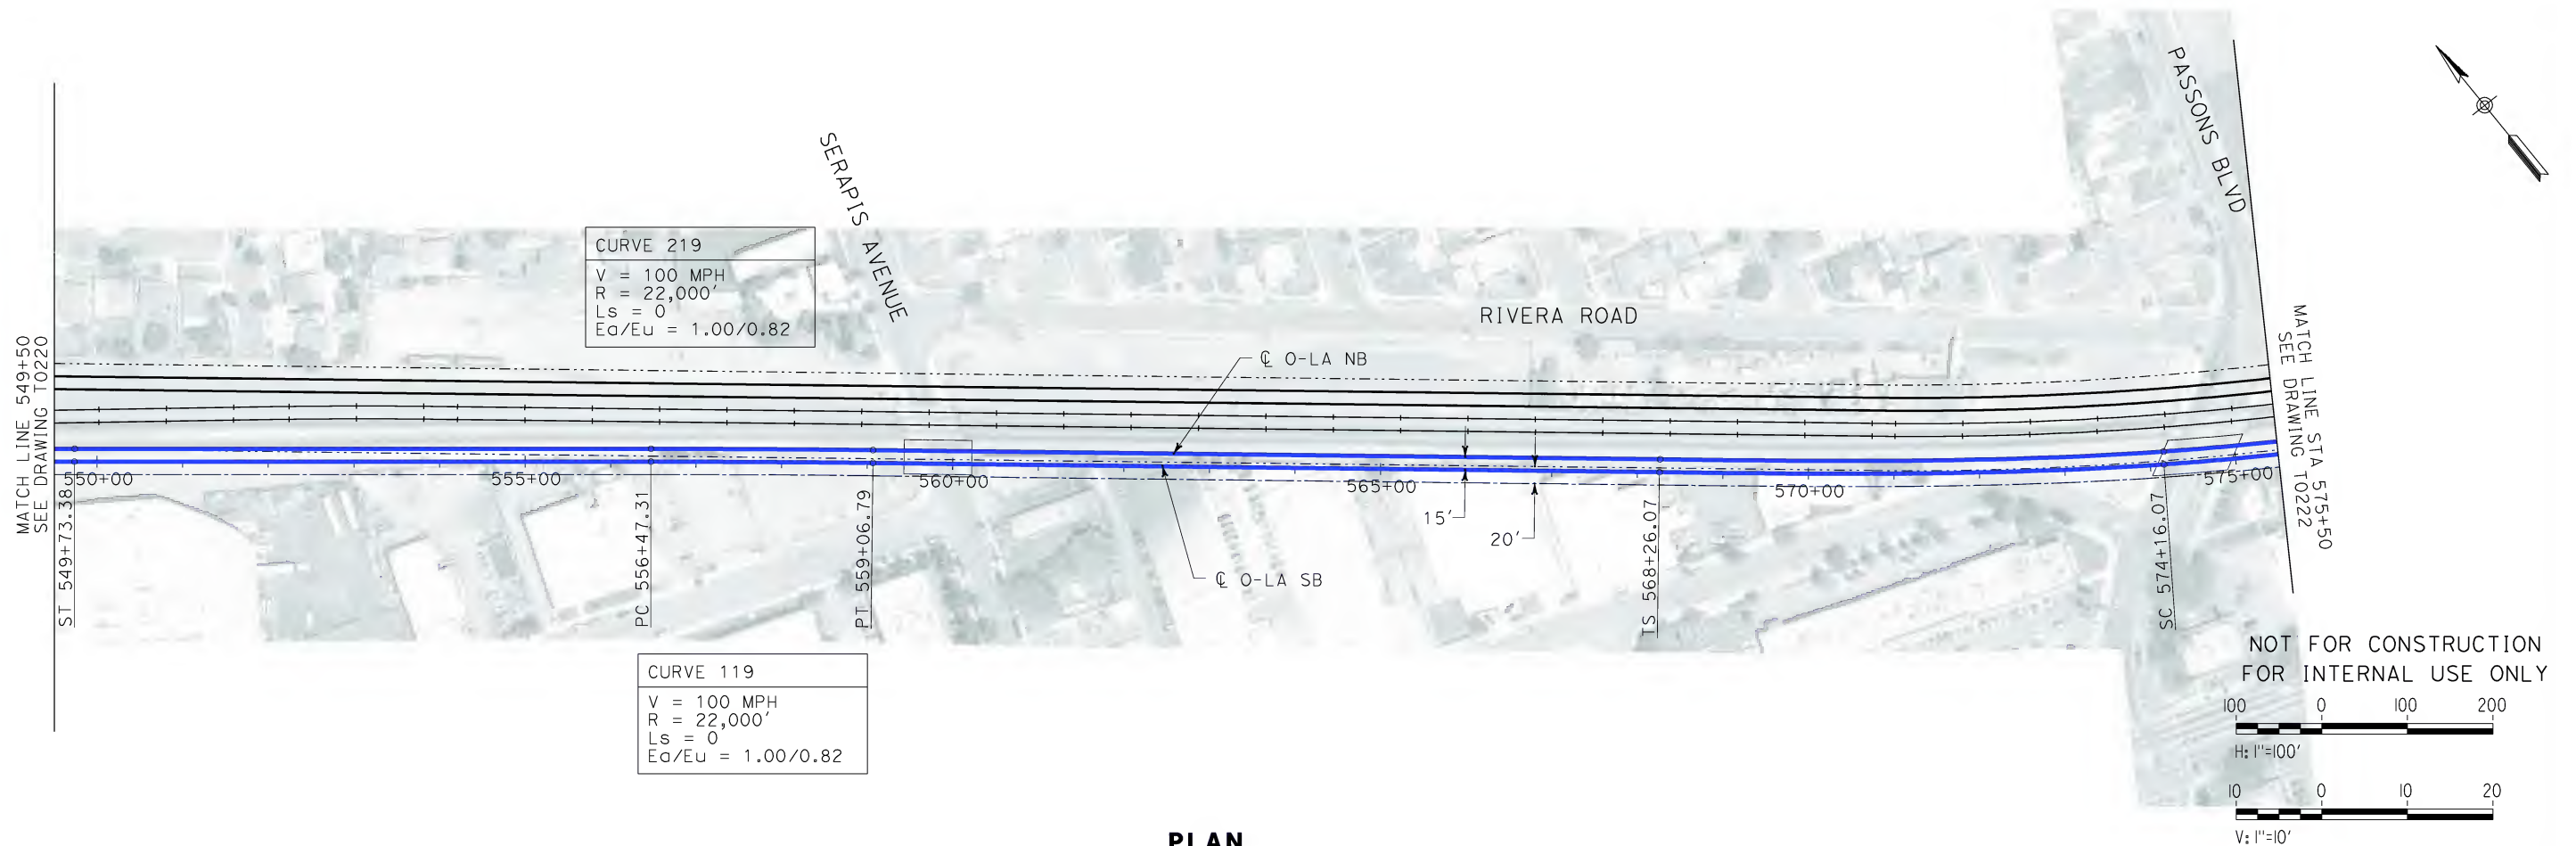 MATCH LINE 549+50
SEE DRAWING TO220
SERAPIS AVENUE
PASSONS BLVD
CURVE 219
V = 100 MPH
R = 22,000'
Ls = 0
Ea/Eu = 1.00/0.82
RIVERA ROAD
℄ O-LA NB
MATCH LINE STA 575+50
SEE DRAWING TO222
550+00
555+00
560+00
565+00
570+00
575+00
ST 549+73.38
PC 556+47.31
PT 559+06.79
15'
20'
TS 568+26.07
SC 574+16.07
℄ O-LA SB
CURVE 119
V = 100 MPH
R = 22,000'
Ls = 0
Ea/Eu = 1.00/0.82
NOT FOR CONSTRUCTION
FOR INTERNAL USE ONLY
100 0 100 200
H: 1"=100'
10 0 10 20
V: 1"=10'
PLAN